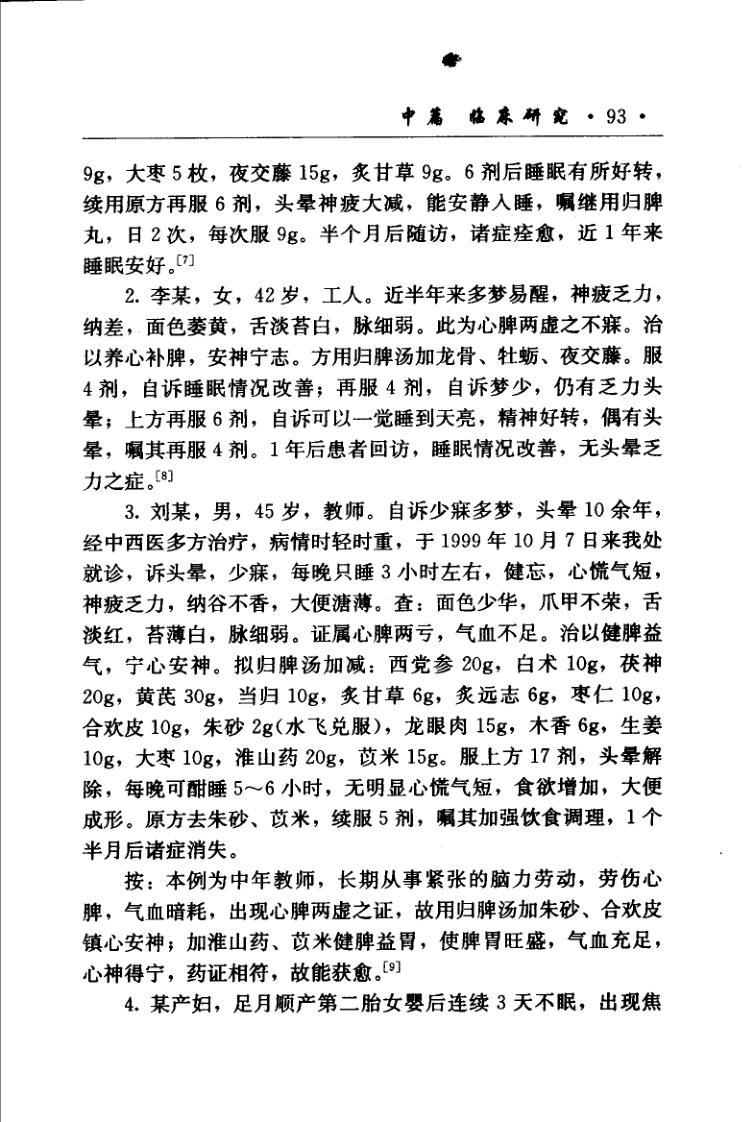 中篇 临床研究 · 93 ·
9g，大枣 5 枚，夜交藤 15g，炙甘草 9g。6 剂后睡眠有所好转，
续用原方再服 6 剂，头晕神疲大减，能安静入睡，嘱继用归脾
丸，日 2 次，每次服 9g。半个月后随访，诸症痊愈，近 1 年来
睡眠安好。[7]
2. 李某，女，42 岁，工人。近半年来多梦易醒，神疲乏力，
纳差，面色萎黄，舌淡苔白，脉细弱。此为心脾两虚之不寐。治
以养心补脾，安神宁志。方用归脾汤加龙骨、牡蛎、夜交藤。服
4 剂，自诉睡眠情况改善；再服 4 剂，自诉梦少，仍有乏力头
晕；上方再服 6 剂，自诉可以一觉睡到天亮，精神好转，偶有头
晕，嘱其再服 4 剂。1 年后患者回访，睡眠情况改善，无头晕乏
力之症。[8]
3. 刘某，男，45 岁，教师。自诉少寐多梦，头晕 10 余年，
经中西医多方治疗，病情时轻时重，于 1999 年 10 月 7 日来我处
就诊，诉头晕，少寐，每晚只睡 3 小时左右，健忘，心慌气短，
神疲乏力，纳谷不香，大便溏薄。查：面色少华，爪甲不荣，舌
淡红，苔薄白，脉细弱。证属心脾两亏，气血不足。治以健脾益
气，宁心安神。拟归脾汤加减：西党参 20g，白术 10g，茯神
20g，黄芪 30g，当归 10g，炙甘草 6g，炙远志 6g，枣仁 10g，
合欢皮 10g，朱砂 2g(水飞兑服)，龙眼肉 15g，木香 6g，生姜
10g，大枣 10g，淮山药 20g，苡米 15g。服上方 17 剂，头晕解
除，每晚可酣睡 5～6 小时，无明显心慌气短，食欲增加，大便
成形。原方去朱砂、苡米，续服 5 剂，嘱其加强饮食调理，1 个
半月后诸症消失。
按：本例为中年教师，长期从事紧张的脑力劳动，劳伤心
脾，气血暗耗，出现心脾两虚之证，故用归脾汤加朱砂、合欢皮
镇心安神；加淮山药、苡米健脾益胃，使脾胃旺盛，气血充足，
心神得宁，药证相符，故能获愈。[9]
4. 某产妇，足月顺产第二胎女婴后连续 3 天不眠，出现焦